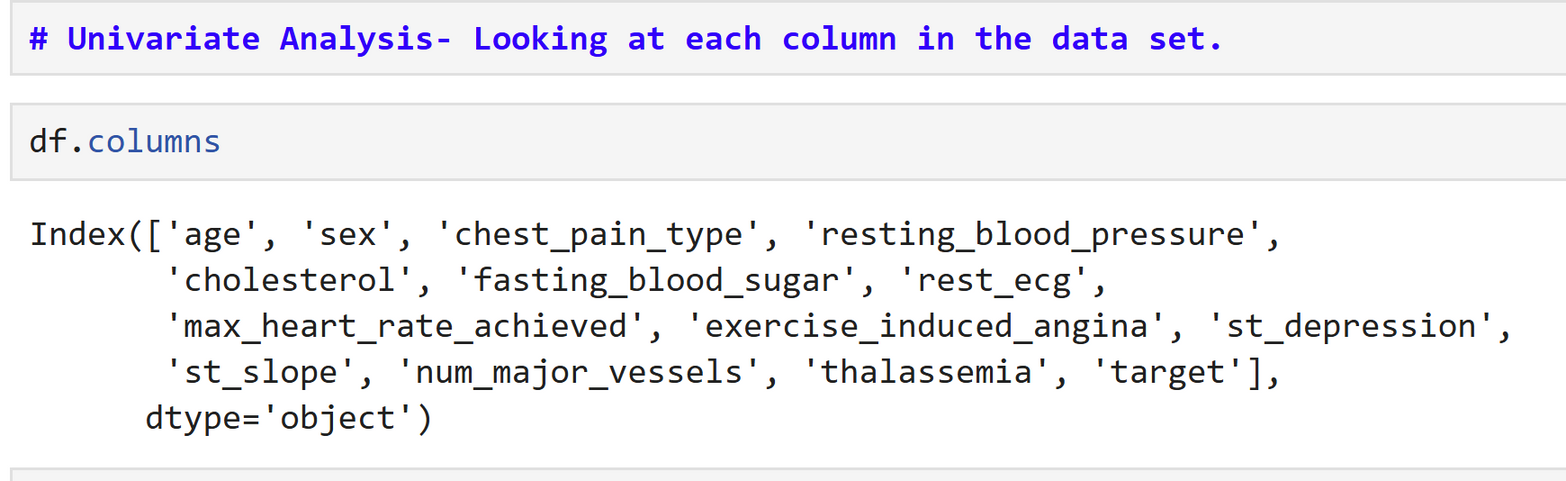 # Univariate Analysis- Looking at each column in the data set.
df.columns
Index(['age', 'sex', 'chest_pain_type', 'resting_blood_pressure',
'cholesterol', 'fasting_blood_sugar', 'rest_ecg',
'max_heart_rate_achieved', 'exercise_induced_angina', 'st_depression',
'st_slope', 'num_major_vessels', 'thalassemia', 'target'],
dtype='object')